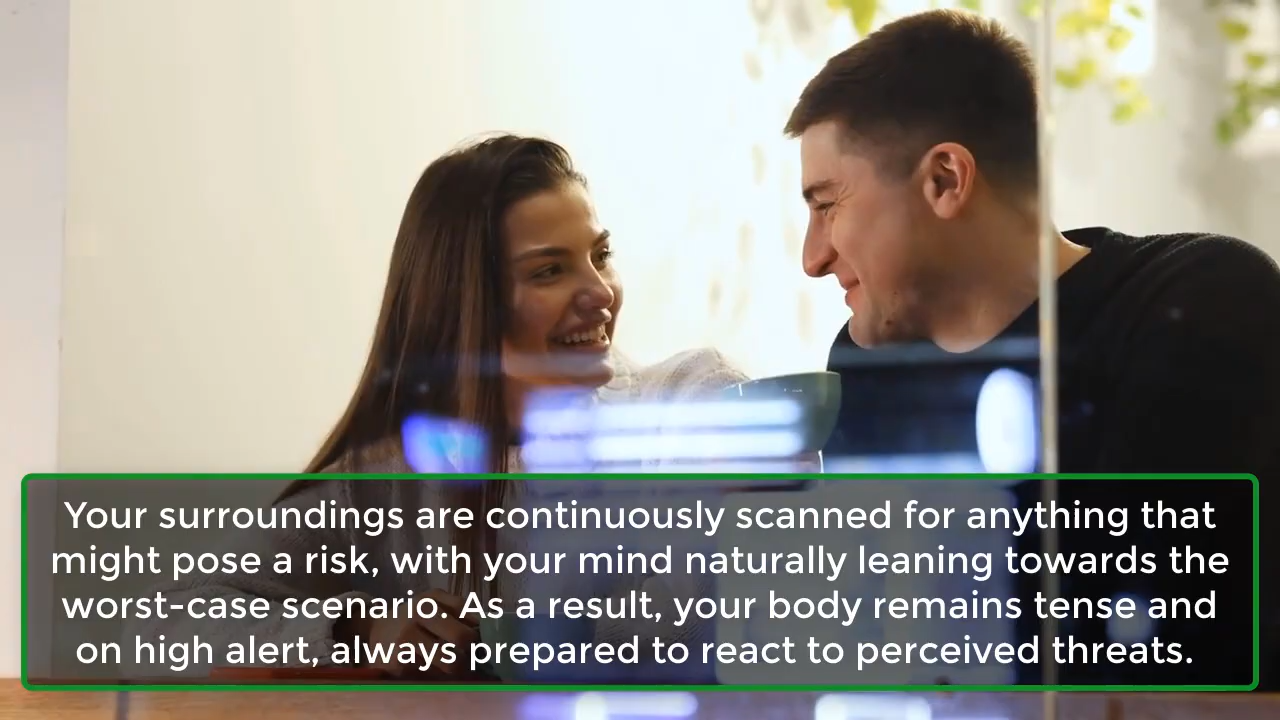 Your surroundings are continuously scanned for anything that
might pose a risk, with your mind naturally leaning towards the
worst-case scenario. As a result, your body remains tense and
on high alert, always prepared to react to perceived threats.